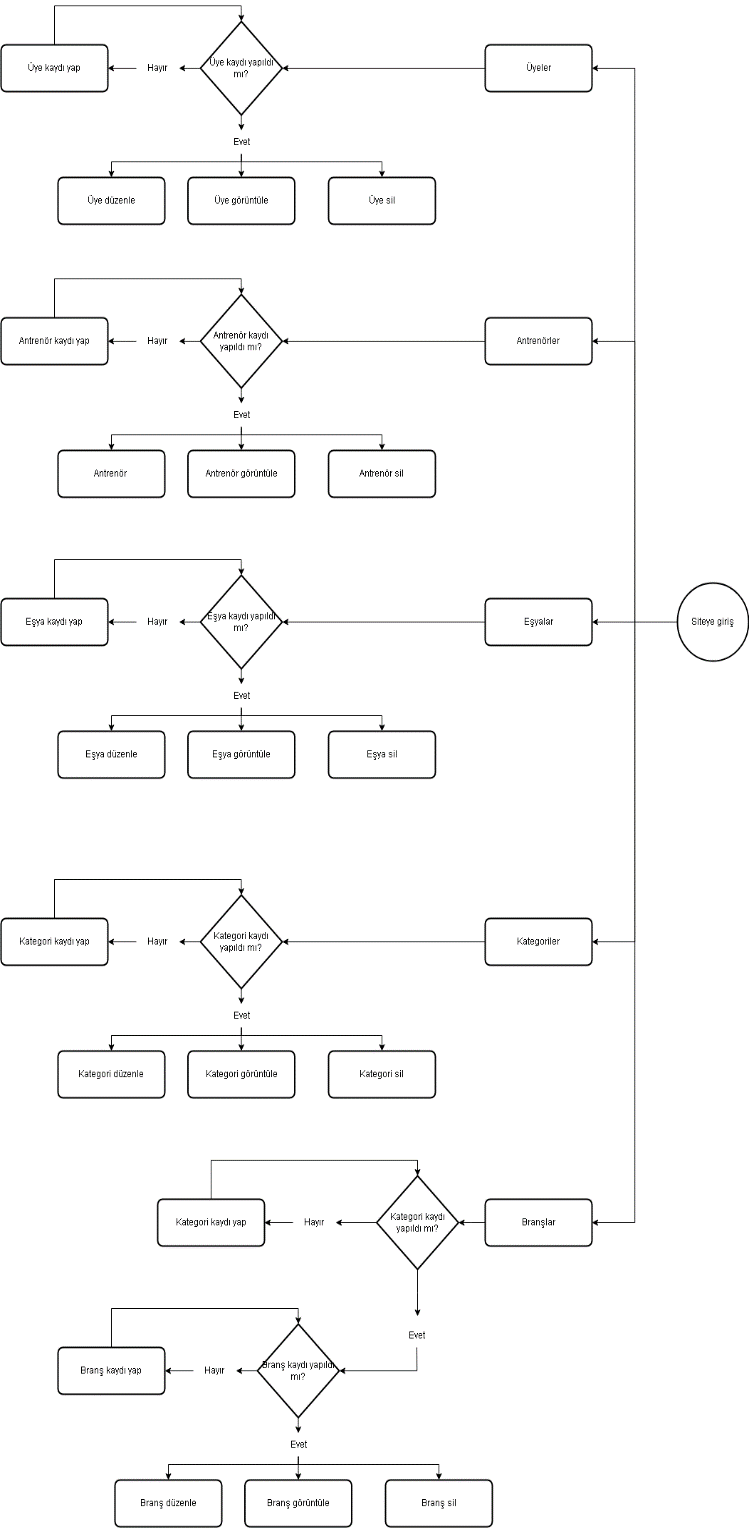 Üye kaydı yap
Hayır
Üye kaydı yapıldı
mı?
Üyeler
Evet
Üye düzenle
Üye görüntüle
Üye sil
Antrenör kaydı yap
Hayır
Antrenör kaydı
yapıldı mı?
Antrenörler
Evet
Antrenör
Antrenör görüntüle
Antrenör sil
Eşya kaydı yap
Hayır
Eşya kaydı yapıldı
mı?
Eşyalar
Siteye giriş
Evet
Eşya düzenle
Eşya görüntüle
Eşya sil
Kategori kaydı yap
Hayır
Kategori kaydı
yapıldı mı?
Kategoriler
Evet
Kategori düzenle
Kategori görüntüle
Kategori sil
Kategori kaydı yap
Hayır
Kategori kaydı
yapıldı mı?
Branşlar
Evet
Branş kaydı yap
Hayır
Branş kaydı yapıldı
mı?
Evet
Branş düzenle
Branş görüntüle
Branş sil